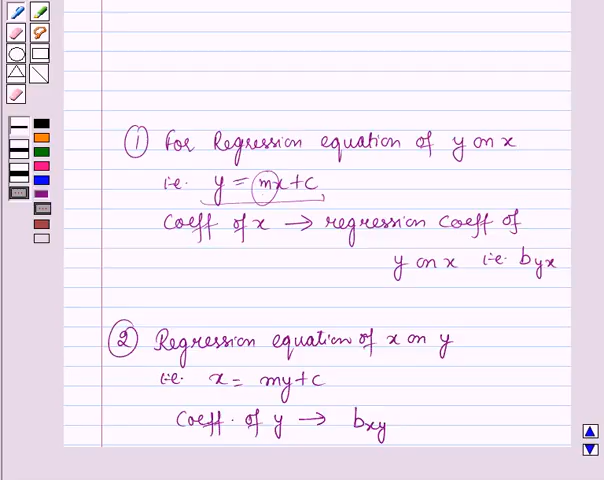 ① For Regression equation of y on x
i.e. y = mx+c
Coeff of x → regression coeff of
y on x i.e. byx
② Regression equation of x on y
i.e. x = my+c
Coeff. of y → bxy